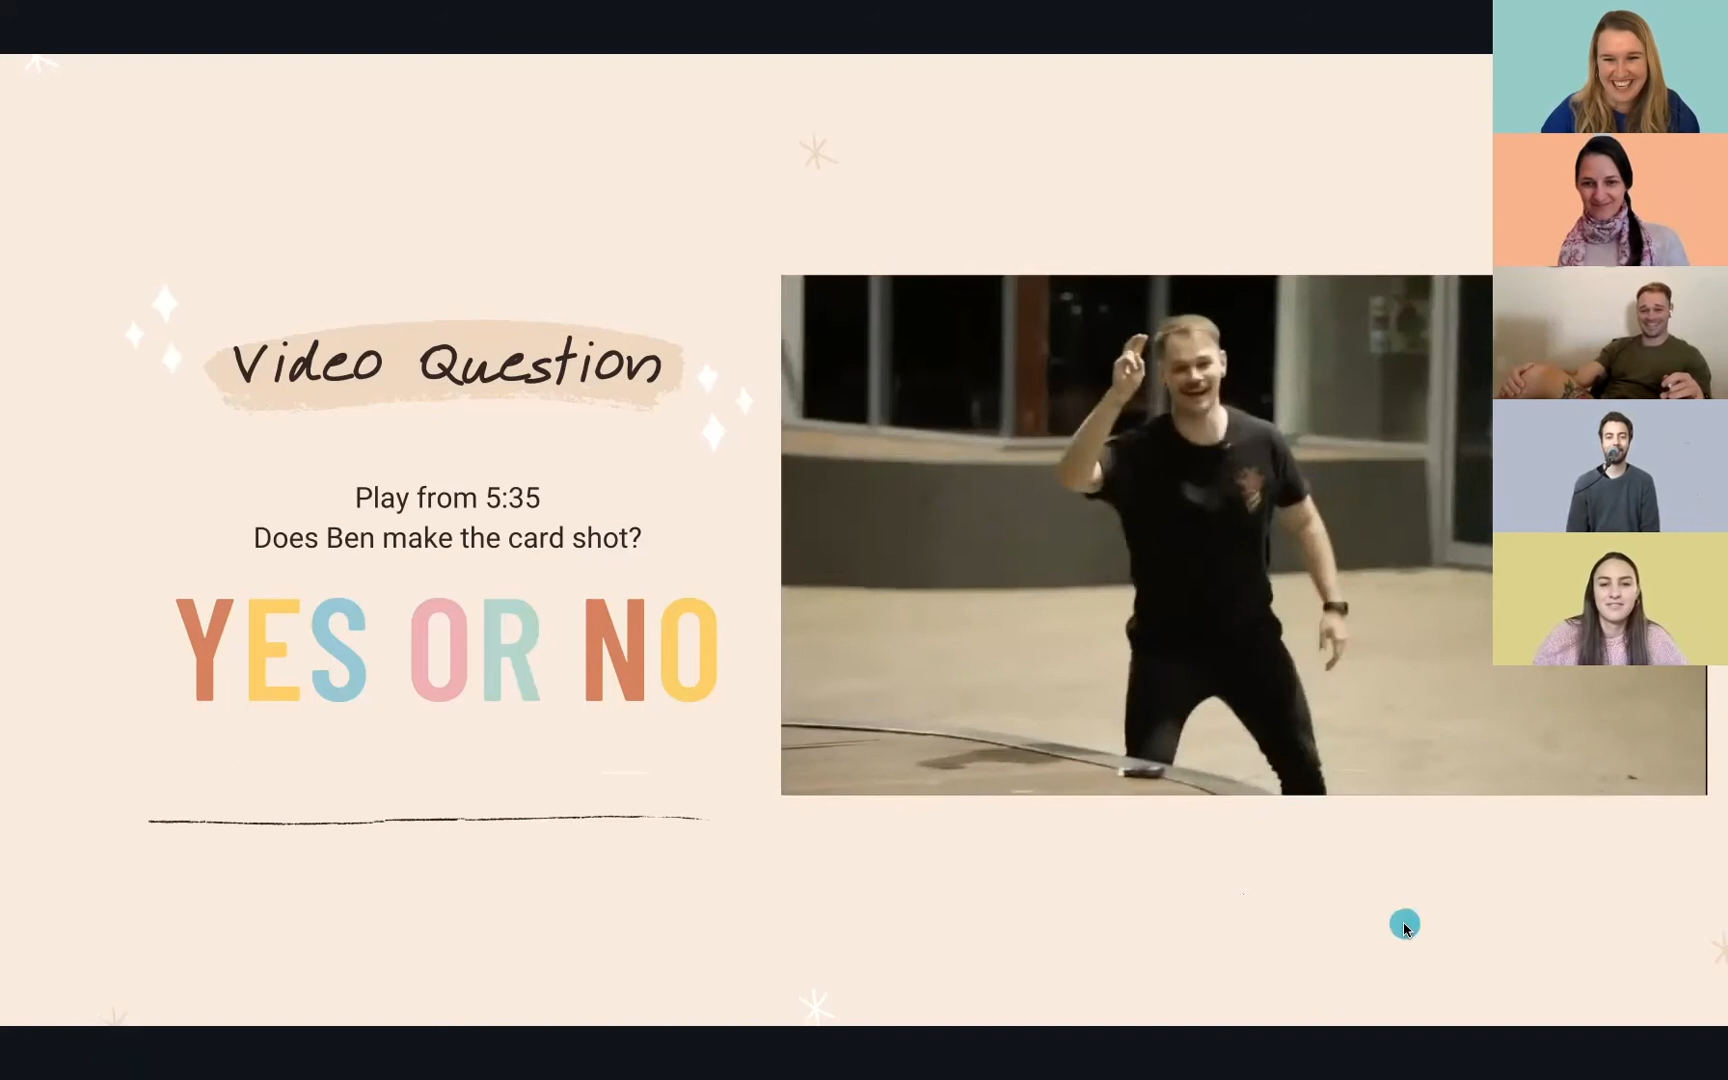 Video Question
Play from 5:35
Does Ben make the card shot?
YES OR NO